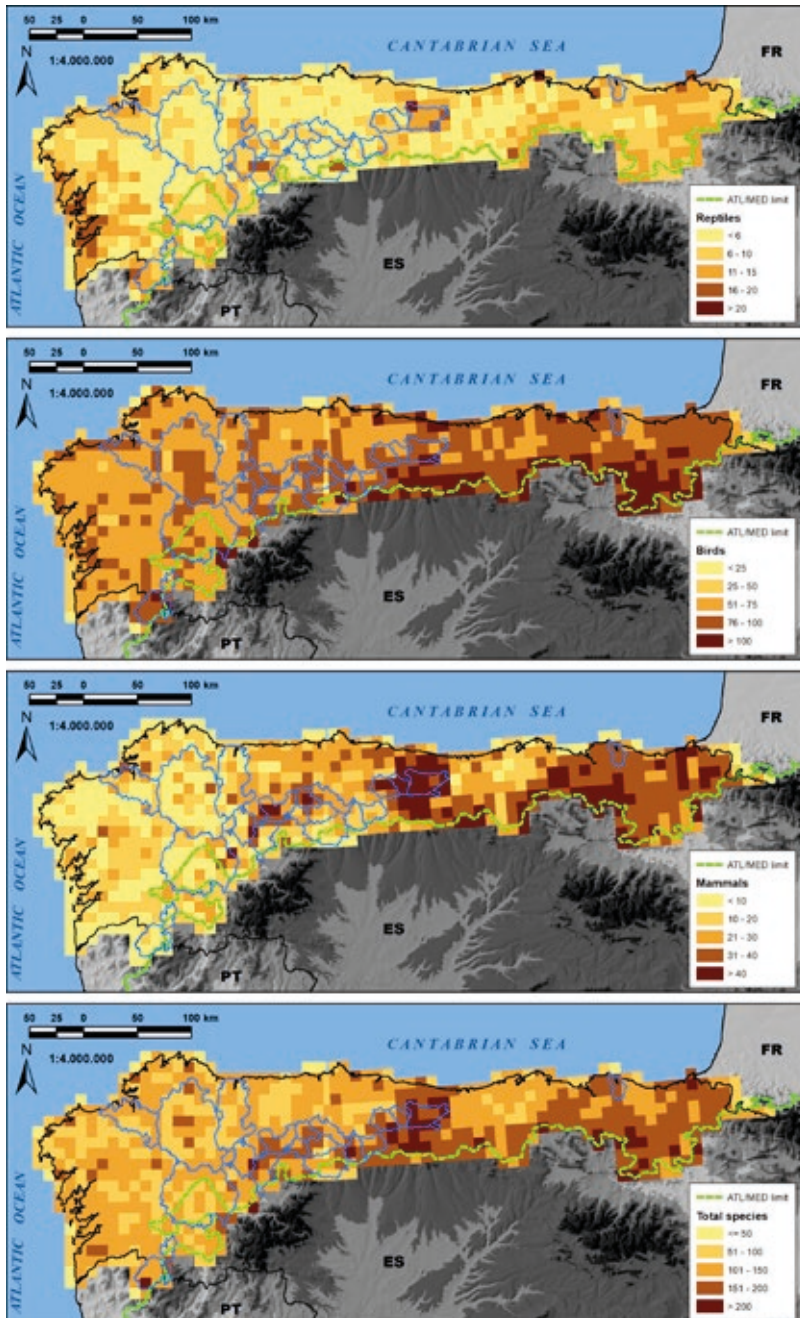 50 25 0 50 100 km
CANTABRIAN SEA
FR
N
1:4.000.000
ATLANTIC OCEAN
ES
PT
ATL/MED limit
Reptiles
< 6
6 - 10
11 - 15
16 - 20
> 20
50 25 0 50 100 km
CANTABRIAN SEA
FR
N
1:4.000.000
ATLANTIC OCEAN
ES
PT
ATL/MED limit
Birds
< 25
25 - 50
51 - 75
76 - 100
> 100
50 25 0 50 100 km
CANTABRIAN SEA
FR
N
1:4.000.000
ATLANTIC OCEAN
ES
PT
ATL/MED limit
Mammals
< 10
10 - 20
21 - 30
31 - 40
> 40
50 25 0 50 100 km
CANTABRIAN SEA
FR
N
1:4.000.000
ATLANTIC OCEAN
ES
PT
ATL/MED limit
Total species
<= 50
51 - 100
101 - 150
151 - 200
> 200